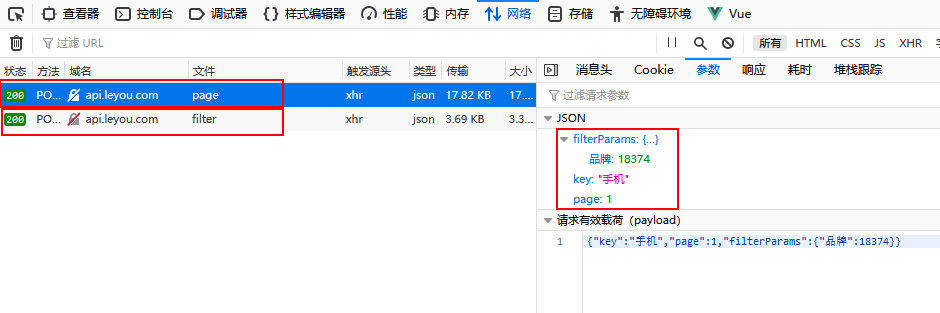 查看器 控制台 调试器 样式编辑器 性能 内存 网络 存储 无障碍环境 Vue
过滤 URL 所有 HTML CSS JS XHR
状态 方法 域名 文件 触发源头 类型 传输 大小 消息头 Cookie 参数 响应 耗时 堆栈跟踪
200 PO... api.leyou.com page xhr json 17.82 KB 17....
过滤请求参数
200 PO... api.leyou.com filter xhr json 3.69 KB 3.3...
JSON
filterParams: {…}
品牌: 18374
key: "手机"
page: 1
请求有效载荷（payload）
1 {"key":"手机","page":1,"filterParams":{"品牌":18374}}